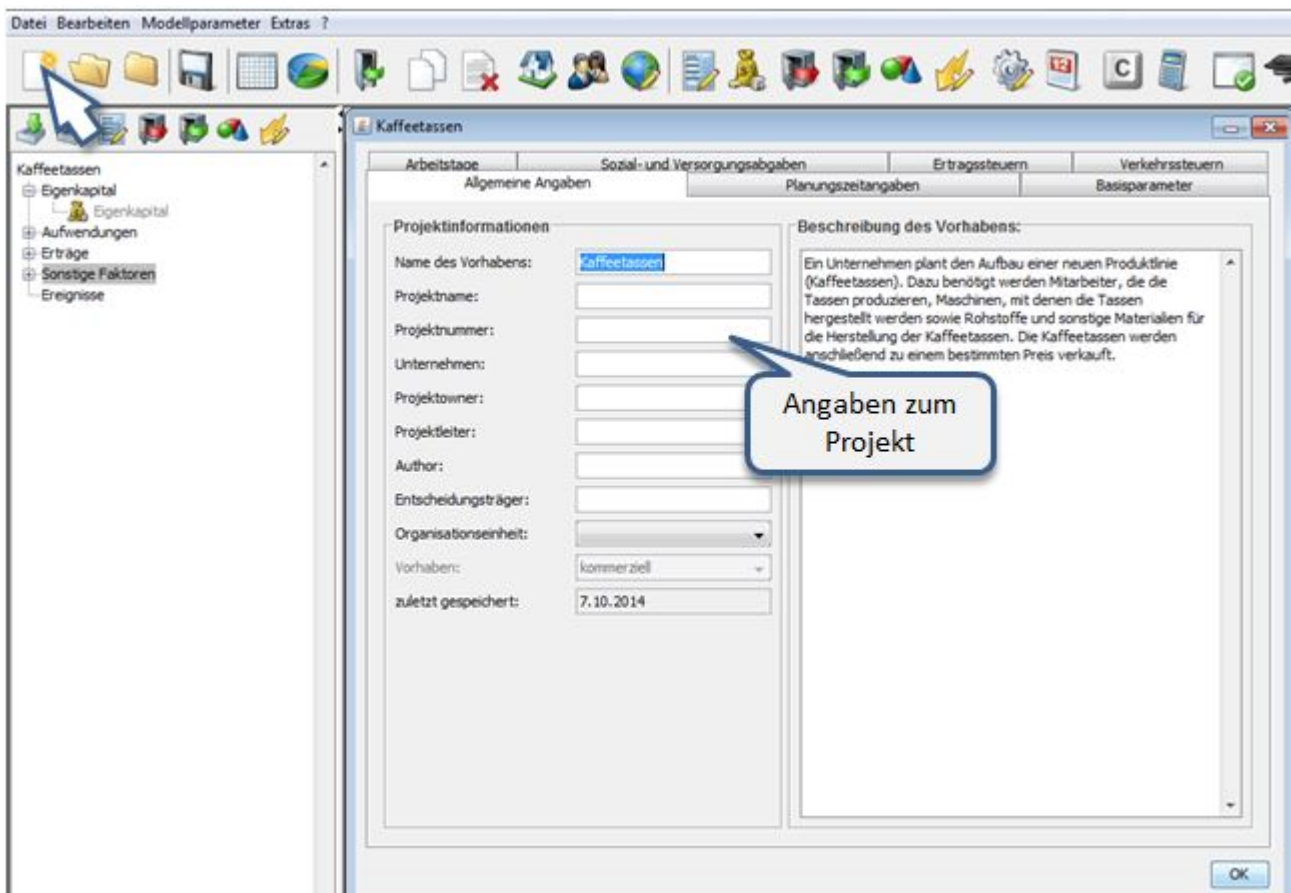 Datei Bearbeiten Modellparameter Extras ?
12
C
Kaffeetassen
Eigenkapital
Eigenkapital
Aufwendungen
Erträge
Sonstige Faktoren
Ereignisse
Kaffeetassen
Arbeitstage Sozial- und Versorgungsabgaben Ertragssteuern Verkehrssteuern
Allgemeine Angaben Planungszeitangaben Basisparameter
Projektinformationen
Name des Vorhabens: Kaffeetassen
Projektname:
Projektnummer:
Unternehmen:
Projektowner:
Projektleiter:
Author:
Entscheidungsträger:
Organisationseinheit:
Vorhaben: kommerziell
zuletzt gespeichert: 7.10.2014
Beschreibung des Vorhabens:
Ein Unternehmen plant den Aufbau einer neuen Produktlinie
(Kaffeetassen). Dazu benötigt werden Mitarbeiter, die die
Tassen produzieren, Maschinen, mit denen die Tassen
hergestellt werden sowie Rohstoffe und sonstige Materialien für
die Herstellung der Kaffeetassen. Die Kaffeetassen werden
anschließend zu einem bestimmten Preis verkauft.
Angaben zum
Projekt
OK